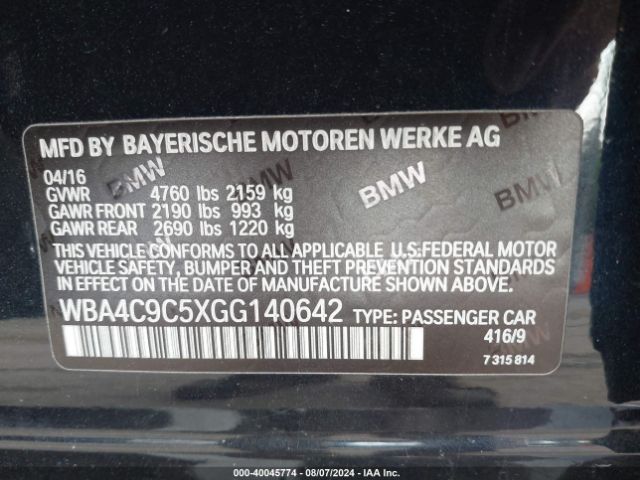 MFD BY BAYERISCHE MOTOREN WERKE AG
04/16
GVWR 4760 lbs 2159 kg
GAWR FRONT 2190 lbs 993 kg
GAWR REAR 2690 lbs 1220 kg
THIS VEHICLE CONFORMS TO ALL APPLICABLE U.S.FEDERAL MOTOR
VEHICLE SAFETY, BUMPER AND THEFT PREVENTION STANDARDS
IN EFFECT ON THE DATE OF MANUFACTURE SHOWN ABOVE.
WBA4C9C5XGG140642 TYPE: PASSENGER CAR
416/9
7 315 814
BMW
BMW
BMW
000-40045774 - 08/07/2024 - IAA Inc.